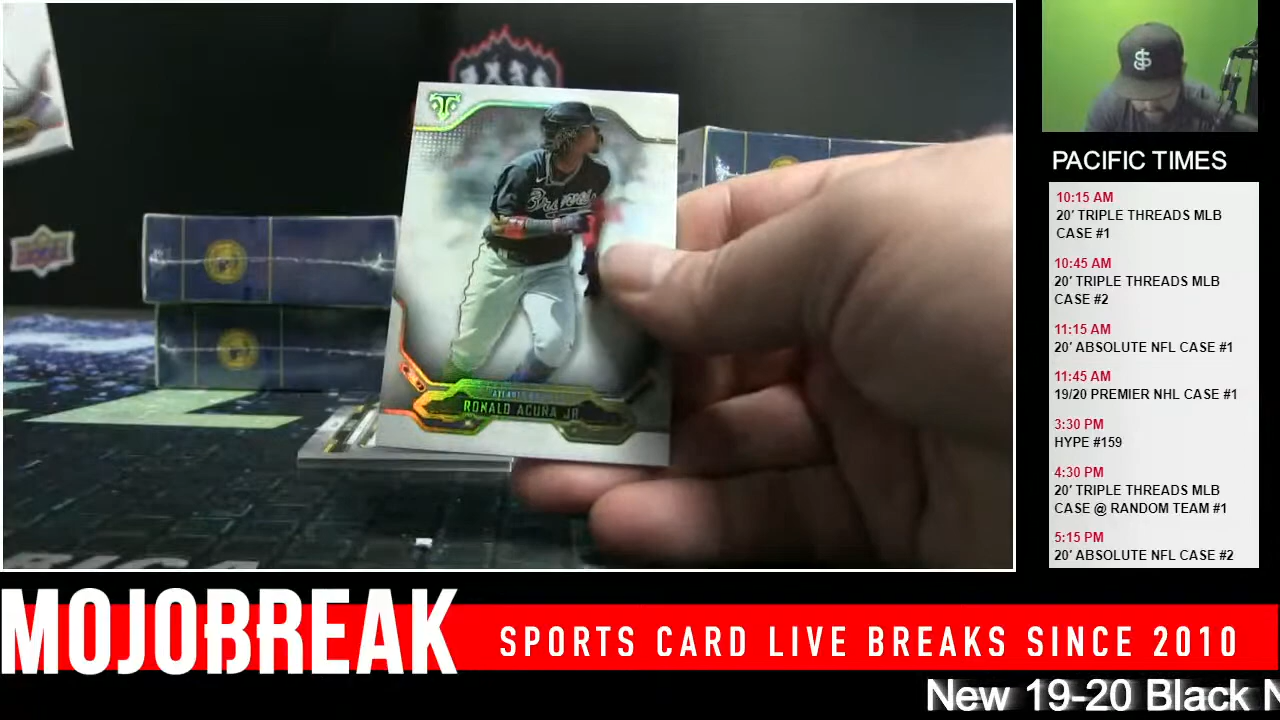 Braves
RONALD ACUNA JR
PACIFIC TIMES
10:15 AM
20' TRIPLE THREADS MLB
CASE #1
10:45 AM
20' TRIPLE THREADS MLB
CASE #2
11:15 AM
20' ABSOLUTE NFL CASE #1
11:45 AM
19/20 PREMIER NHL CASE #1
3:30 PM
HYPE #159
4:30 PM
20' TRIPLE THREADS MLB
CASE @ RANDOM TEAM #1
5:15 PM
20' ABSOLUTE NFL CASE #2
MOJOBREAK
SPORTS CARD LIVE BREAKS SINCE 2010
New 19-20 Black